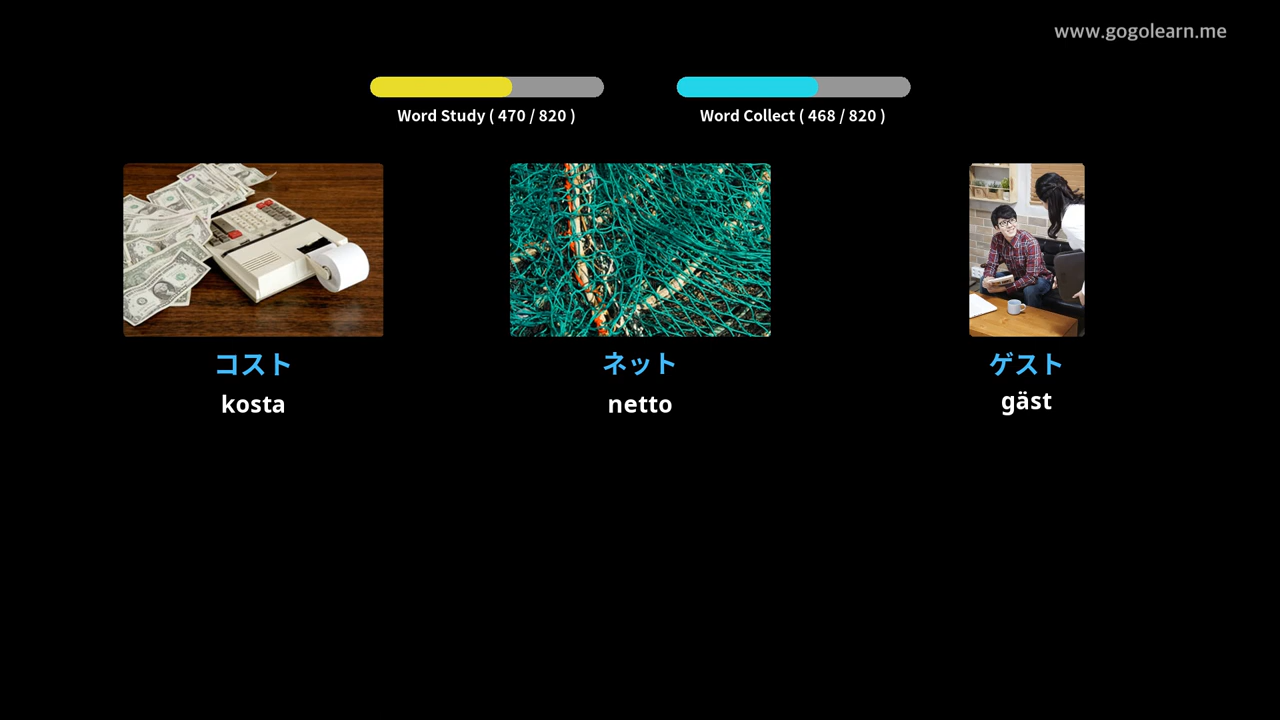 www.gogolearn.me
Word Study ( 470 / 820 )
Word Collect ( 468 / 820 )
コスト
kosta
ネット
netto
ゲスト
gäst